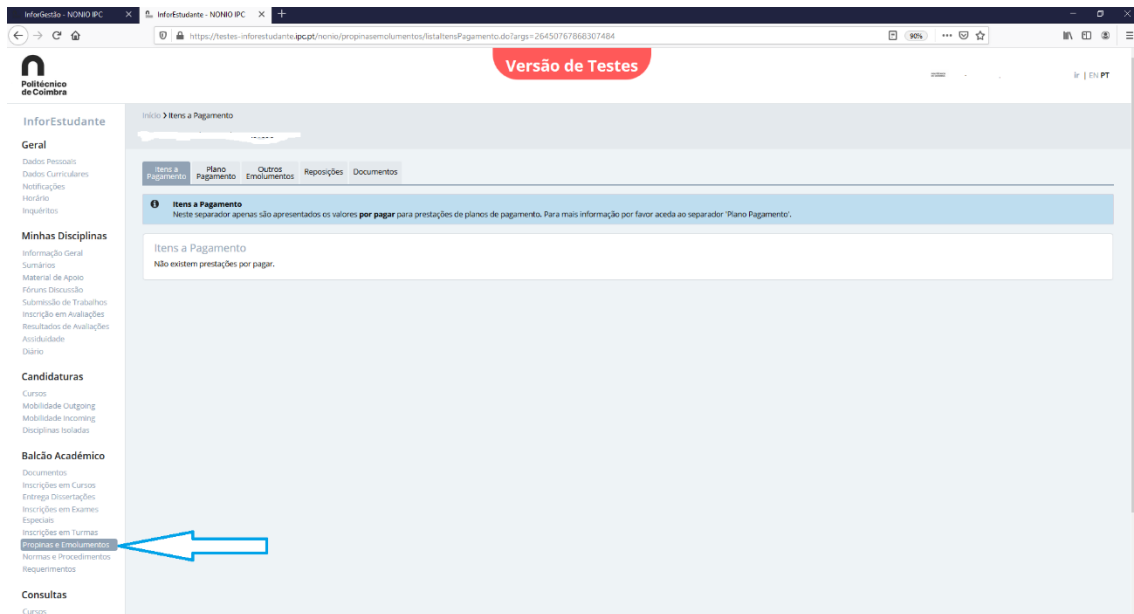 InforGestão - NONIO IPC
InforEstudante - NONIO IPC
https://testes-inforestudante.ipc.pt/nonio/propinasemolumentos/listaItensPagamento.do?args=26450767868307484
90%
Versão de Testes
Politécnico
de Coimbra
ir | EN PT
InforEstudante
Início > Itens a Pagamento
Geral
Dados Pessoais
Dados Curriculares
Notificações
Horário
Inquéritos
Itens a
Pagamento
Plano
Pagamento
Outros
Emolumentos
Reposições
Documentos
Itens a Pagamento
Neste separador apenas são apresentados os valores por pagar para prestações de planos de pagamento. Para mais informação por favor aceda ao separador 'Plano Pagamento'.
Itens a Pagamento
Não existem prestações por pagar.
Minhas Disciplinas
Informação Geral
Sumários
Material de Apoio
Fóruns Discussão
Submissão de Trabalhos
Inscrição em Avaliações
Resultados de Avaliações
Assiduidade
Diário
Candidaturas
Cursos
Mobilidade Outgoing
Mobilidade Incoming
Disciplinas Isoladas
Balcão Académico
Documentos
Inscrições em Cursos
Entrega Dissertações
Inscrições em Exames
Especiais
Inscrições em Turmas
Propinas e Emolumentos
Normas e Procedimentos
Requerimentos
Consultas
Cursos